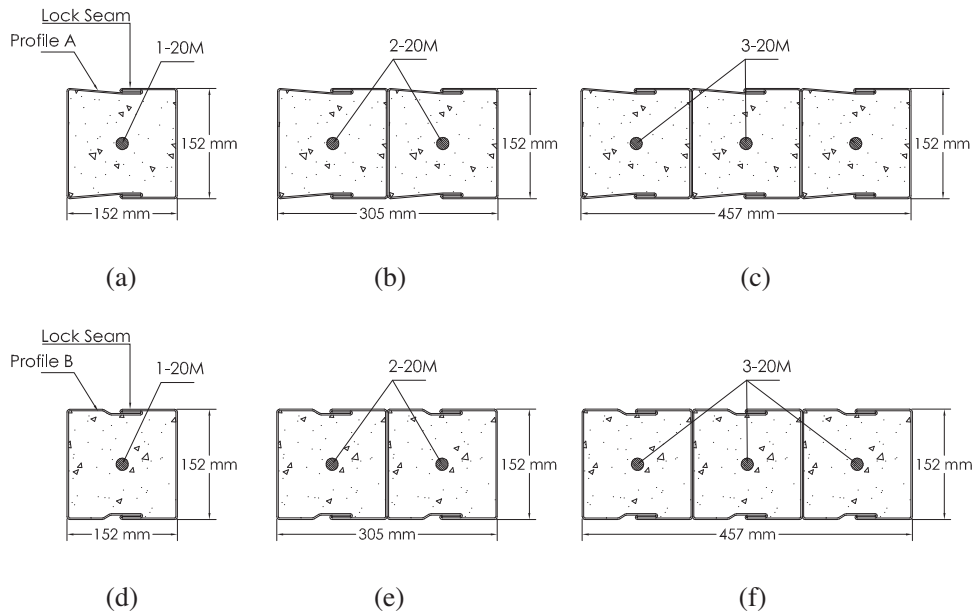 Lock Seam
Profile A
1-20M
152 mm
152 mm
(a)
2-20M
152 mm
305 mm
(b)
3-20M
152 mm
457 mm
(c)
Lock Seam
Profile B
1-20M
152 mm
152 mm
(d)
2-20M
152 mm
305 mm
(e)
3-20M
152 mm
457 mm
(f)